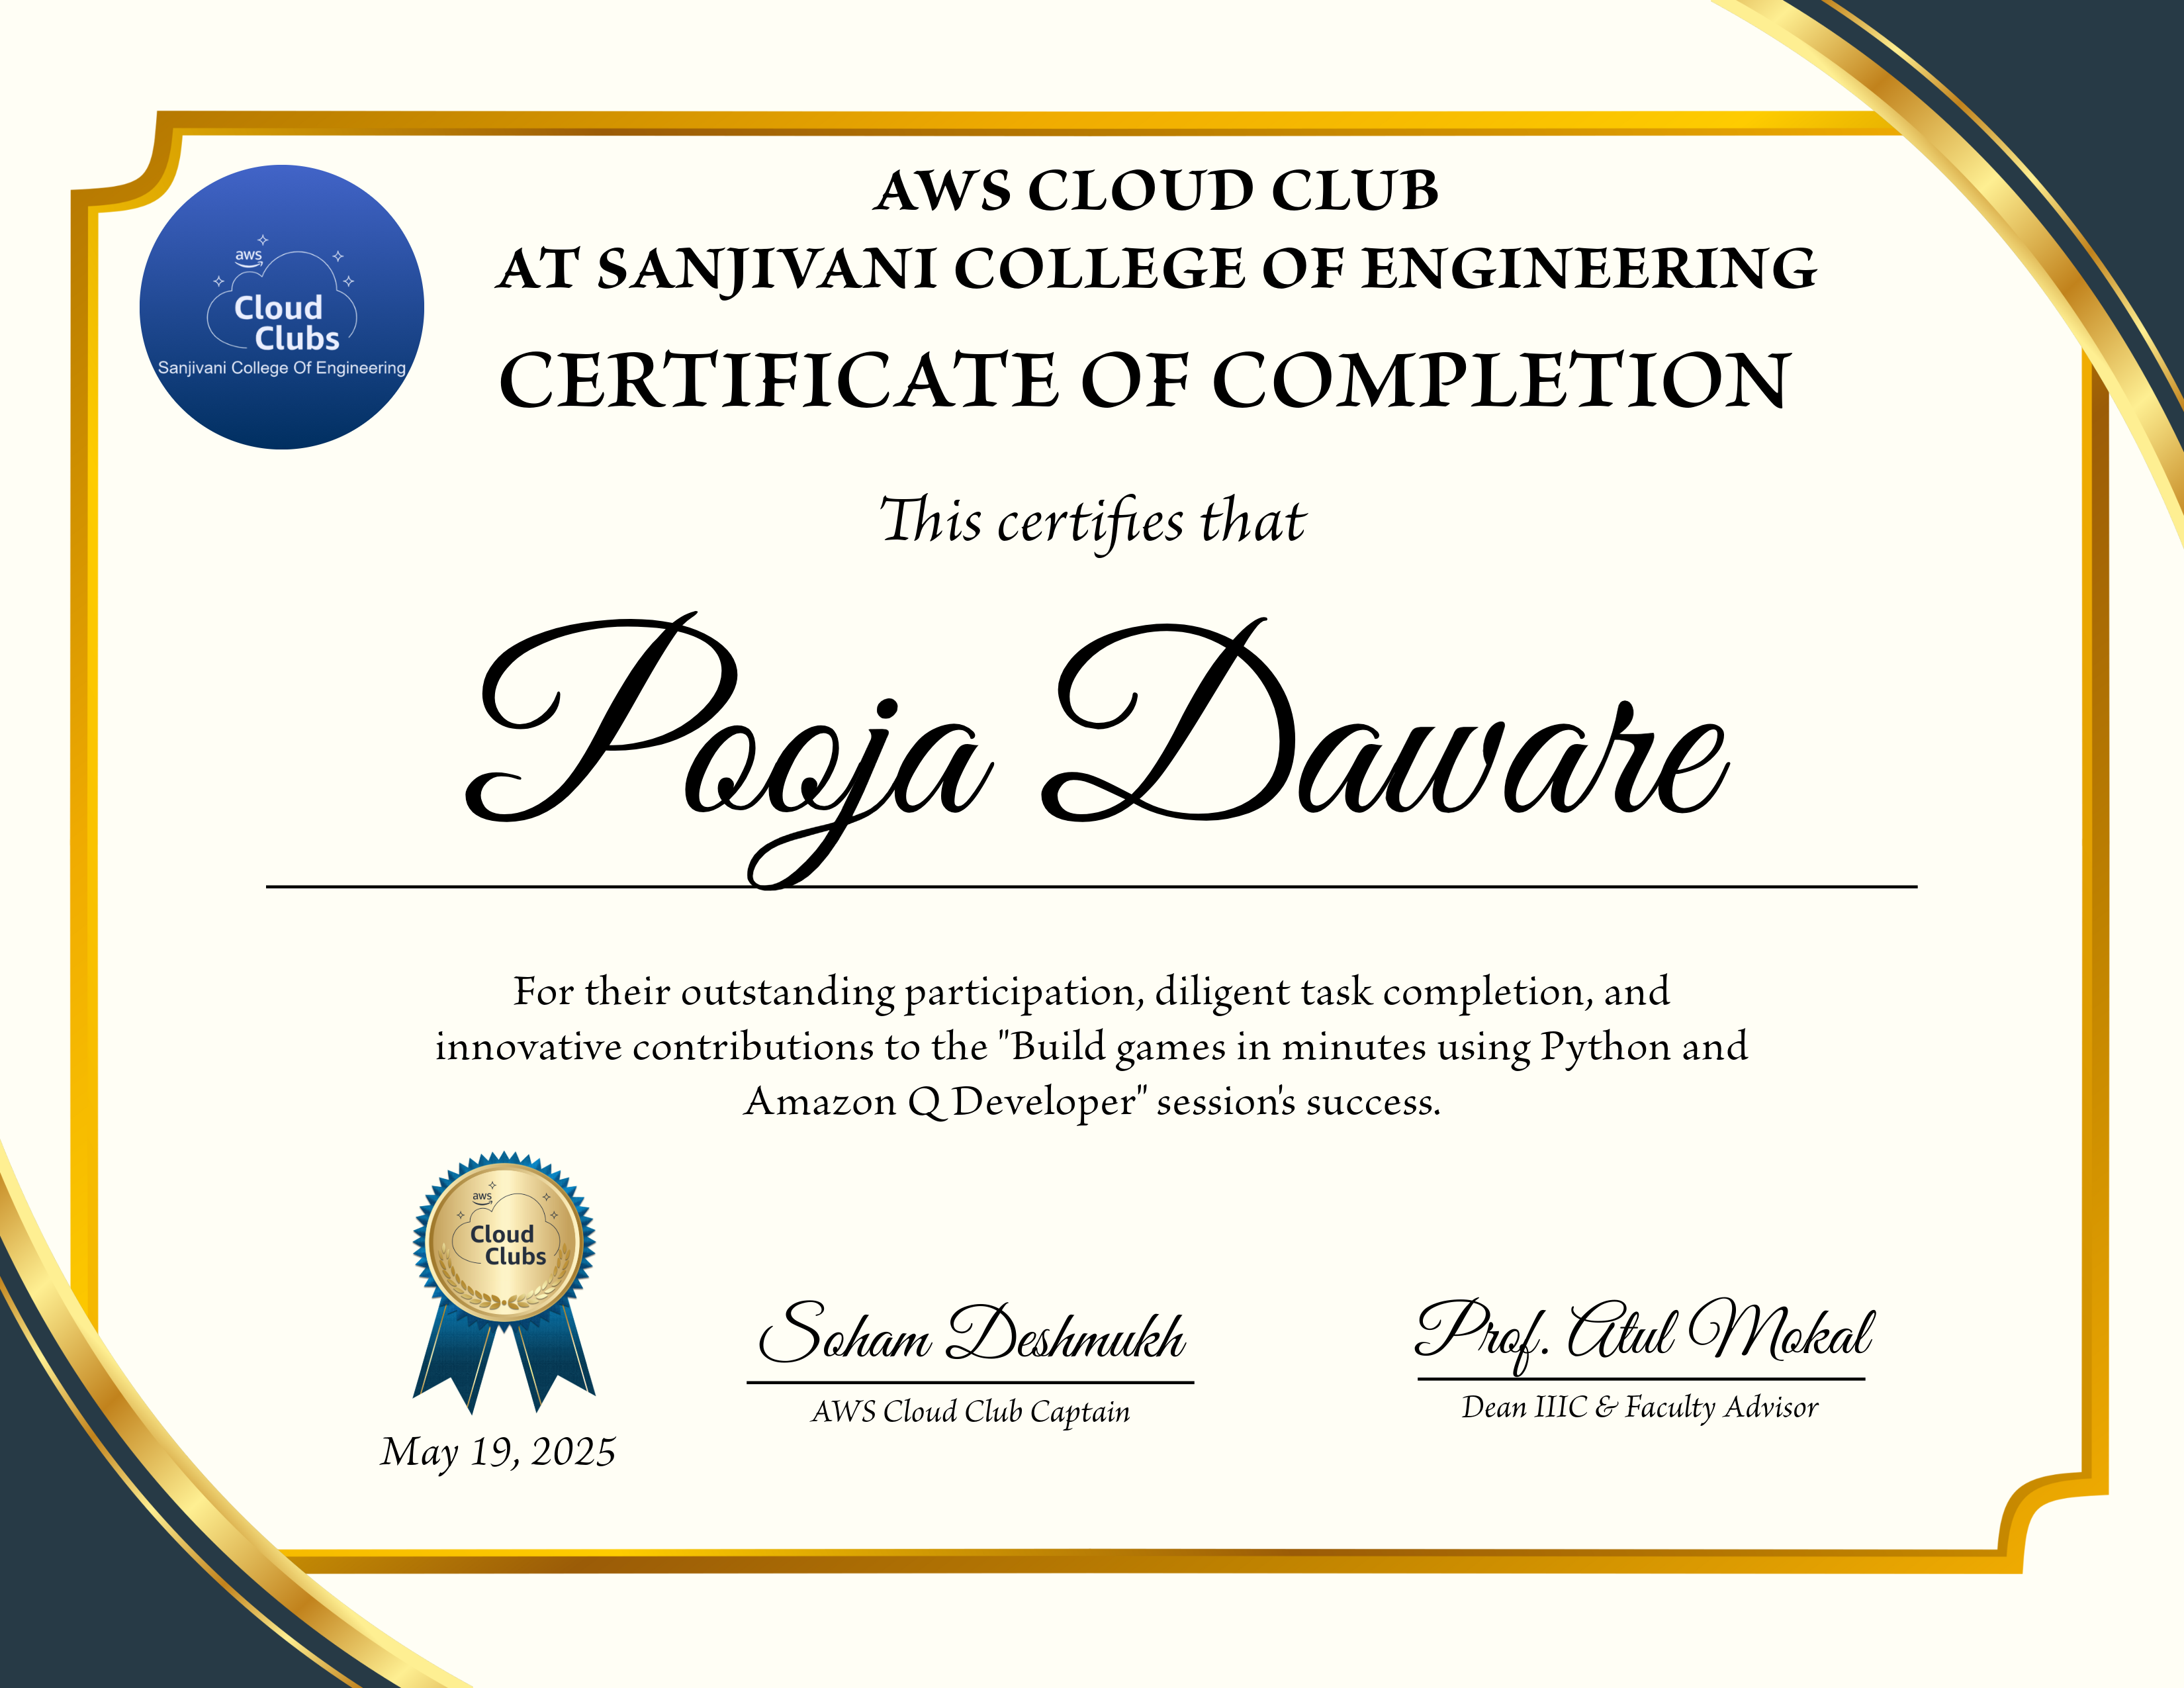 AWS CLOUD CLUB
AT SANJIVANI COLLEGE OF ENGINEERING
CERTIFICATE OF COMPLETION
aws
Cloud
Clubs
Sanjivani College Of Engineering
This certifies that
Pooja Daware
For their outstanding participation, diligent task completion, and
innovative contributions to the "Build games in minutes using Python and
Amazon Q Developer" session's success.
aws
Cloud
Clubs
May 19, 2025
Soham Deshmukh
AWS Cloud Club Captain
Prof. Atul Mokal
Dean IIIC & Faculty Advisor